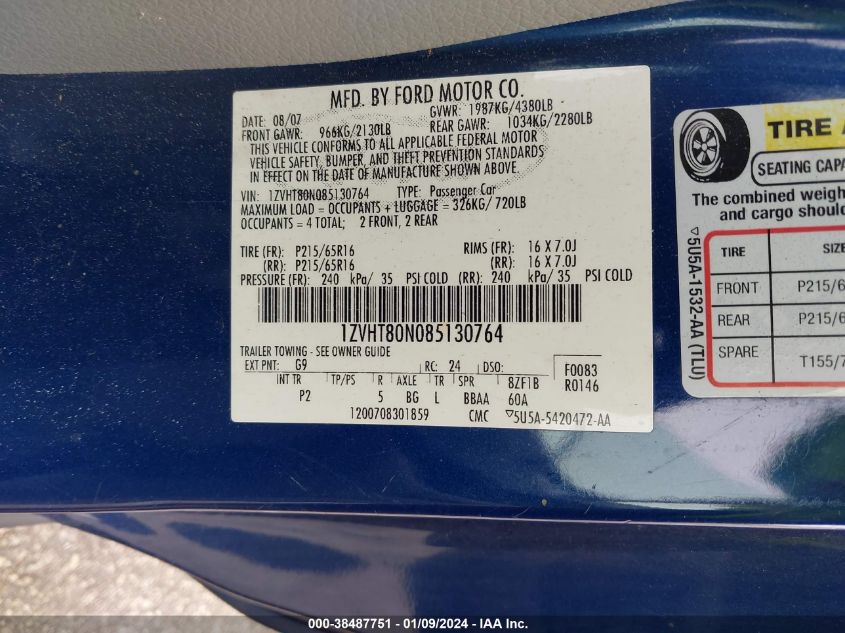 MFD. BY FORD MOTOR CO.
DATE 08/07 GVWR: 1987KG/4380LB
FRONT GAWR: 966KG/2130LB REAR GAWR: 1034KG/2280LB
THIS VEHICLE CONFORMS TO ALL APPLICABLE FEDERAL MOTOR
VEHICLE SAFETY, BUMPER, AND THEFT PREVENTION STANDARDS
IN EFFECT ON THE DATE OF MANUFACTURE SHOWN ABOVE.
VIN: 1ZVHT80N085130764 TYPE: Passenger Car
MAXIMUM LOAD = OCCUPANTS + LUGGAGE = 326KG/ 720LB
OCCUPANTS = 4 TOTAL; 2 FRONT, 2 REAR
TIRE (FR): P215/65R16 RIMS (FR): 16 X 7.0J
(RR): P215/65R16 (RR): 16 X 7.0J
PRESSURE (FR): 240 kPa/ 35 PSI COLD (RR): 240 kPa/ 35 PSI COLD
1ZVHT80N085130764
TRAILER TOWING - SEE OWNER GUIDE
EXT PNT: G9 RC: 24 DSO: F0083
R0146
INT TR TP/PS R AXLE TR SPR 8ZF1B
P2 5 BG L BBAA 60A
1200708301859 CMC 5U5A-5420472-AA
TIRE A
SEATING CAPA
The combined weigh
and cargo shoul
TIRE SIZE
FRONT P215/6
REAR P215/6
SPARE T155/7
5U5A-1532-AA (TLU)
000-38487751 - 01/09/2024 - IAA Inc.